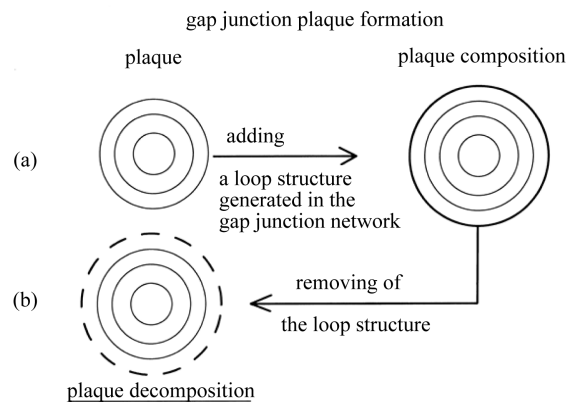 gap junction plaque formation
plaque
plaque composition
(a)
adding
a loop structure
generated in the
gap junction network
(b)
removing of
the loop structure
plaque decomposition